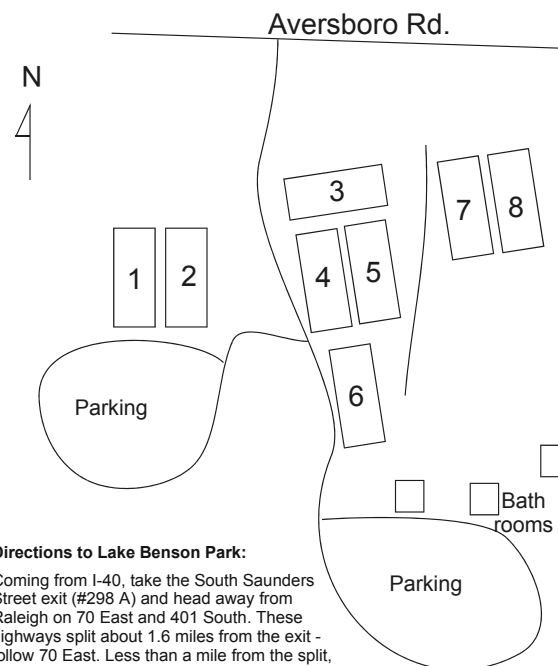 Aversboro Rd.
N
3
7
8
1
2
4
5
6
Parking
Bath
rooms
Parking
Directions to Lake Benson Park:
Coming from I-40, take the South Saunders
Street exit (#298 A) and head away from
Raleigh on 70 East and 401 South. These
highways split about 1.6 miles from the exit -
follow 70 East. Less than a mile from the split,